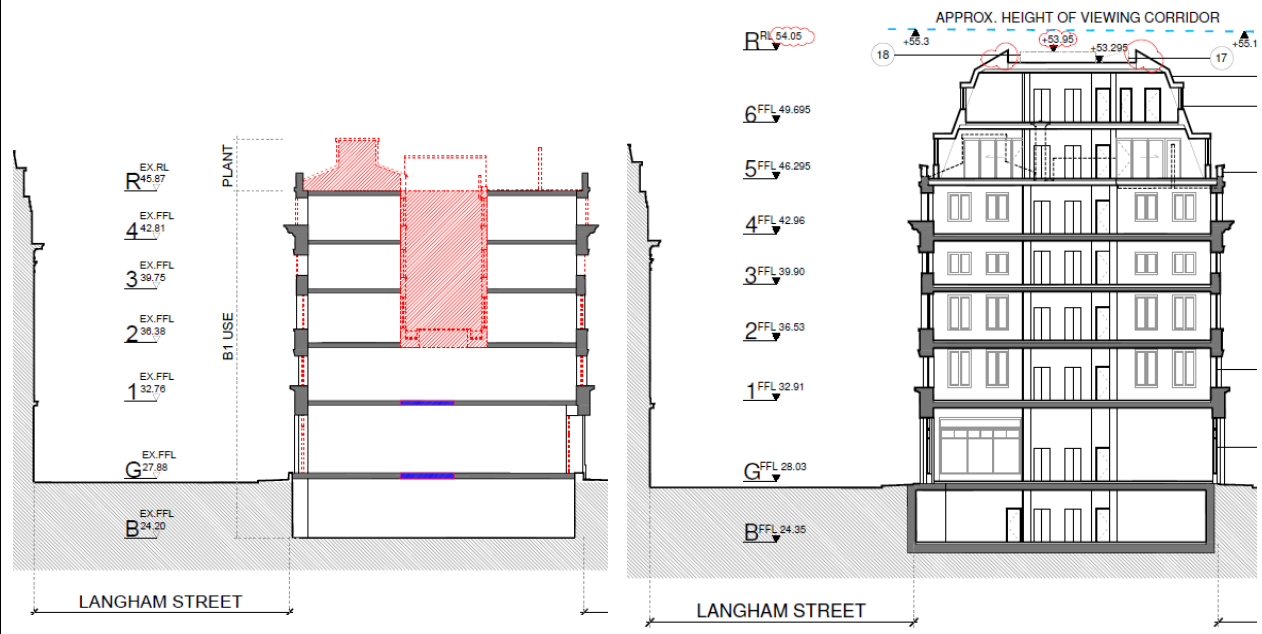 PLANT
B1 USE
R EX.RL 45.87
4 EX.FFL 42.81
3 EX.FFL 39.75
2 EX.FFL 36.38
1 EX.FFL 32.76
G EX.FFL 27.88
B EX.FFL 24.20
LANGHAM STREET
APPROX. HEIGHT OF VIEWING CORRIDOR
+55.3
+53.95
+53.295
+55.1
18
17
R RL 54.05
6 FFL 49.695
5 FFL 46.295
4 FFL 42.96
3 FFL 39.90
2 FFL 36.53
1 FFL 32.91
G FFL 28.03
B FFL 24.35
LANGHAM STREET